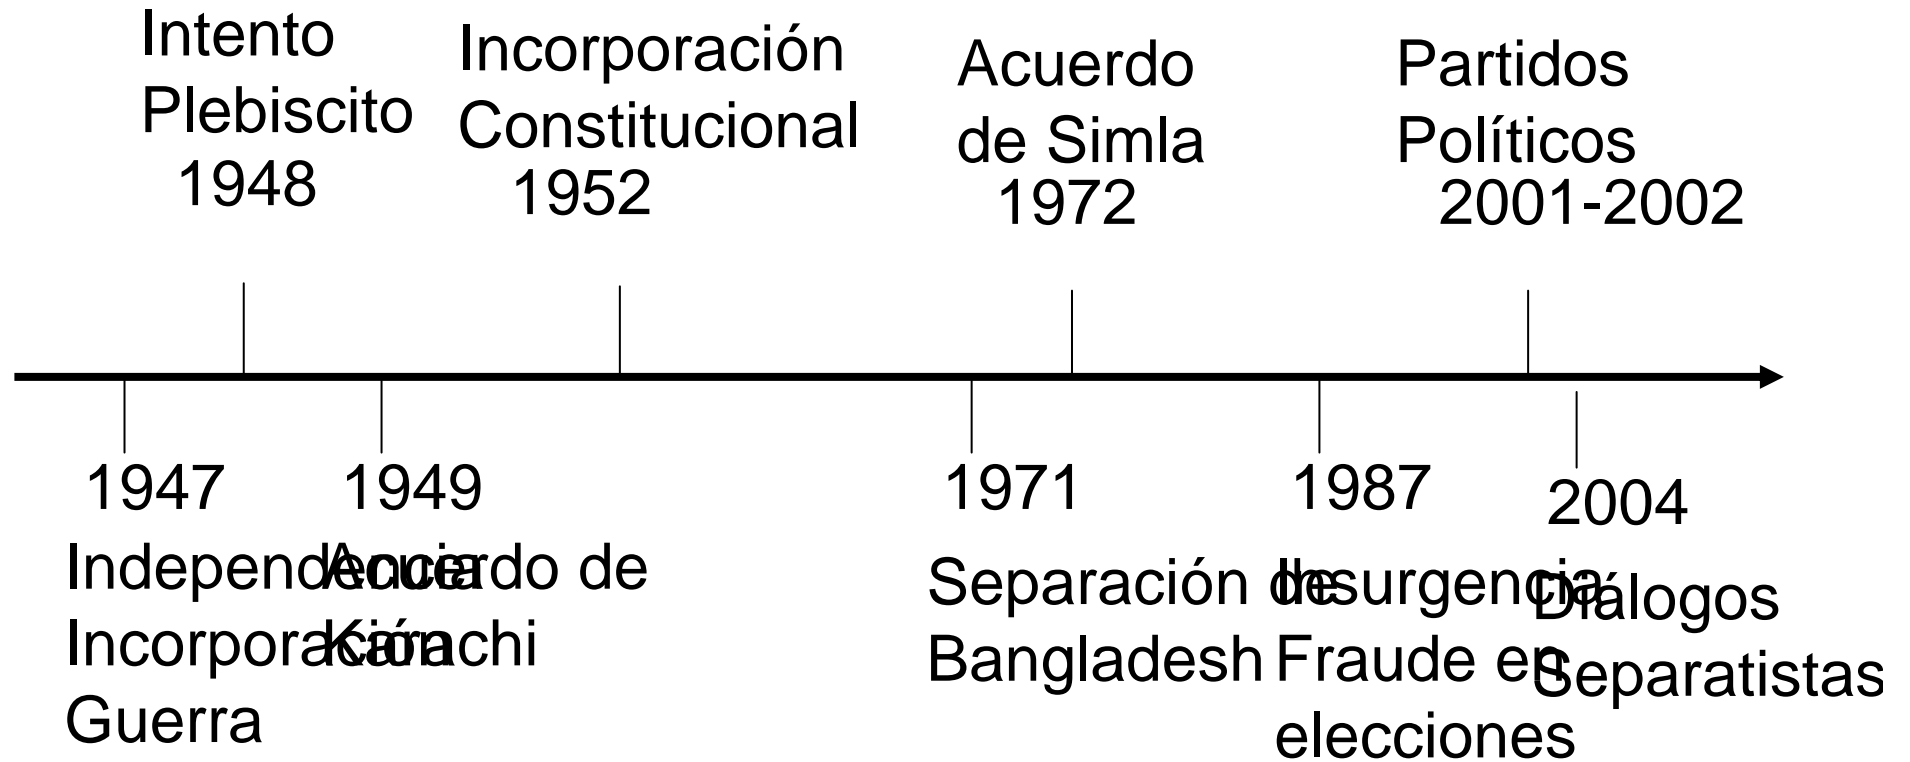 Intento
Plebiscito
1948
Incorporación
Constitucional
1952
Acuerdo
de Simla
1972
Partidos
Políticos
2001-2002
1947
Independencia
Incorporación
Guerra
1949
Acuerdo de
Karachi
1971
Separación de
Bangladesh
1987
Insurgencia
Fraude en
elecciones
2004
Diálogos
Separatistas